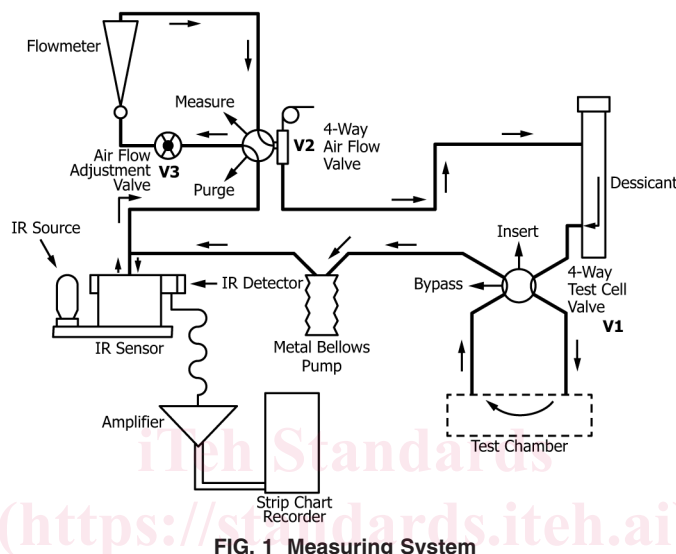 Flowmeter
Measure
4-Way
Air Flow
Valve
V2
Air Flow
Adjustment
Valve
V3
Purge
Dessicant
IR Source
Insert
IR Detector
Bypass
4-Way
Test Cell
Valve
V1
IR Sensor
Metal Bellows
Pump
Amplifier
Test Chamber
iTeh Standards
Strip Chart
Recorder
(https://standards.iteh.ai)
FIG. 1 Measuring System